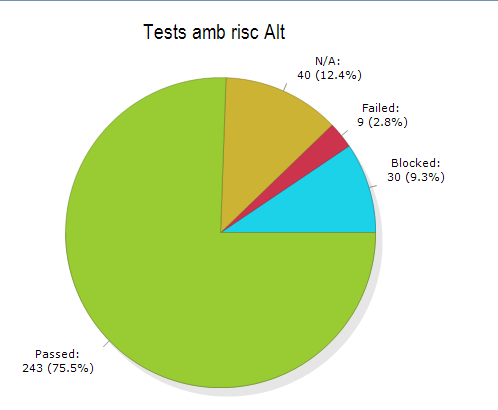 Tests amb risc Alt
N/A:
40 (12.4%)
Failed:
9 (2.8%)
Blocked:
30 (9.3%)
Passed:
243 (75.5%)